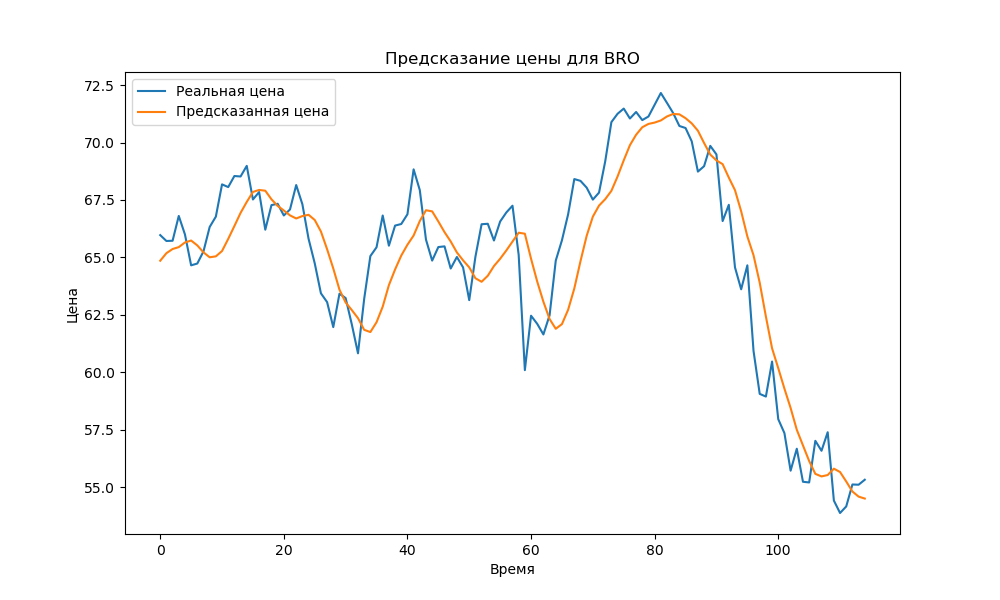 Предсказание цены для BRO
Реальная цена
Предсказанная цена
Цена
72.5
70.0
67.5
65.0
62.5
60.0
57.5
55.0
0 20 40 60 80 100
Время